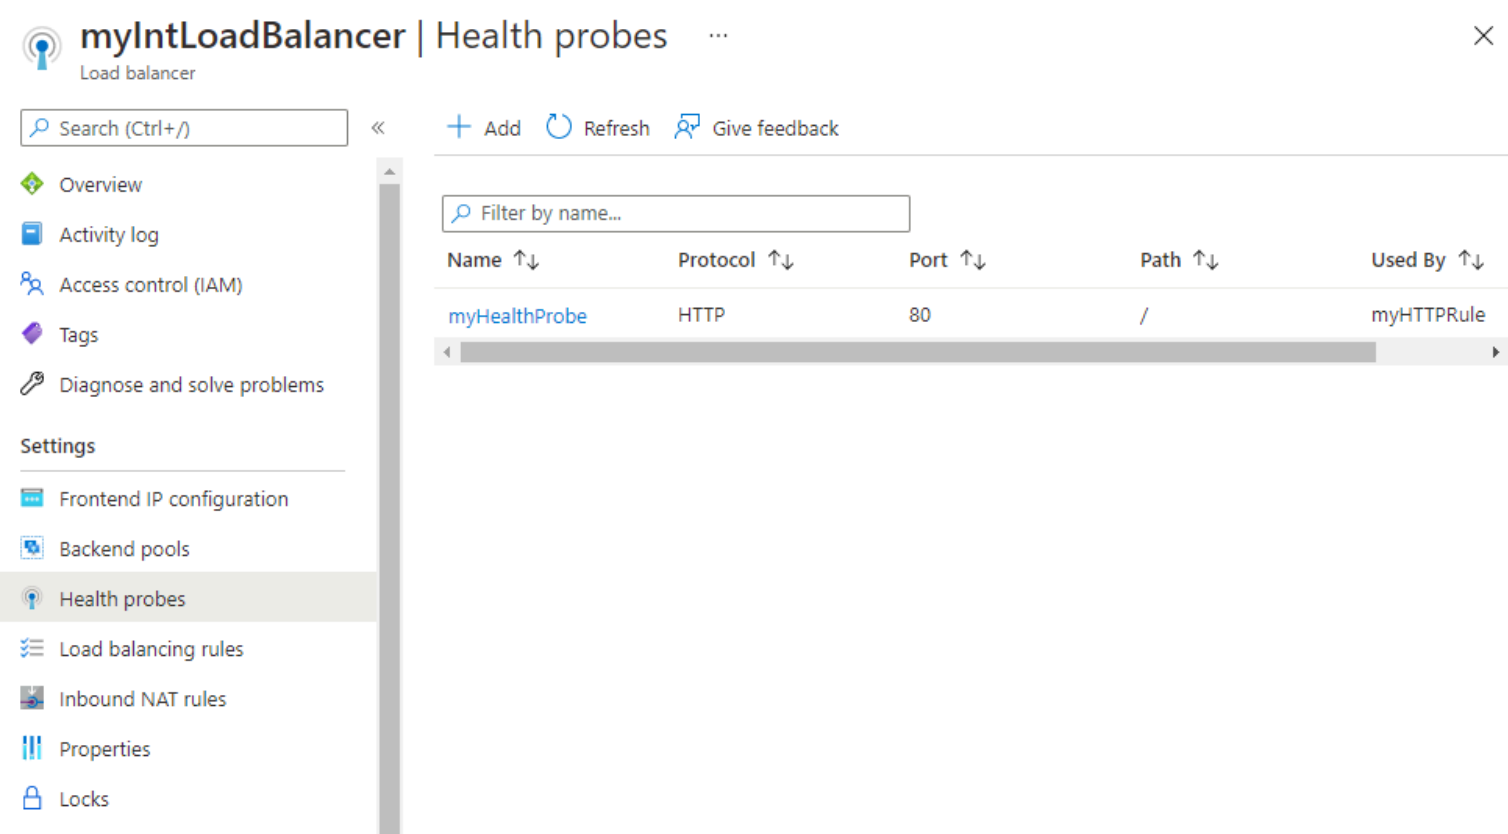 myIntLoadBalancer | Health probes ...
Load balancer
Search (Ctrl+/)
Overview
Activity log
Access control (IAM)
Tags
Diagnose and solve problems
Settings
Frontend IP configuration
Backend pools
Health probes
Load balancing rules
Inbound NAT rules
Properties
Locks
Add Refresh Give feedback
Filter by name...
Name Protocol Port Path Used By
myHealthProbe HTTP 80 / myHTTPRule